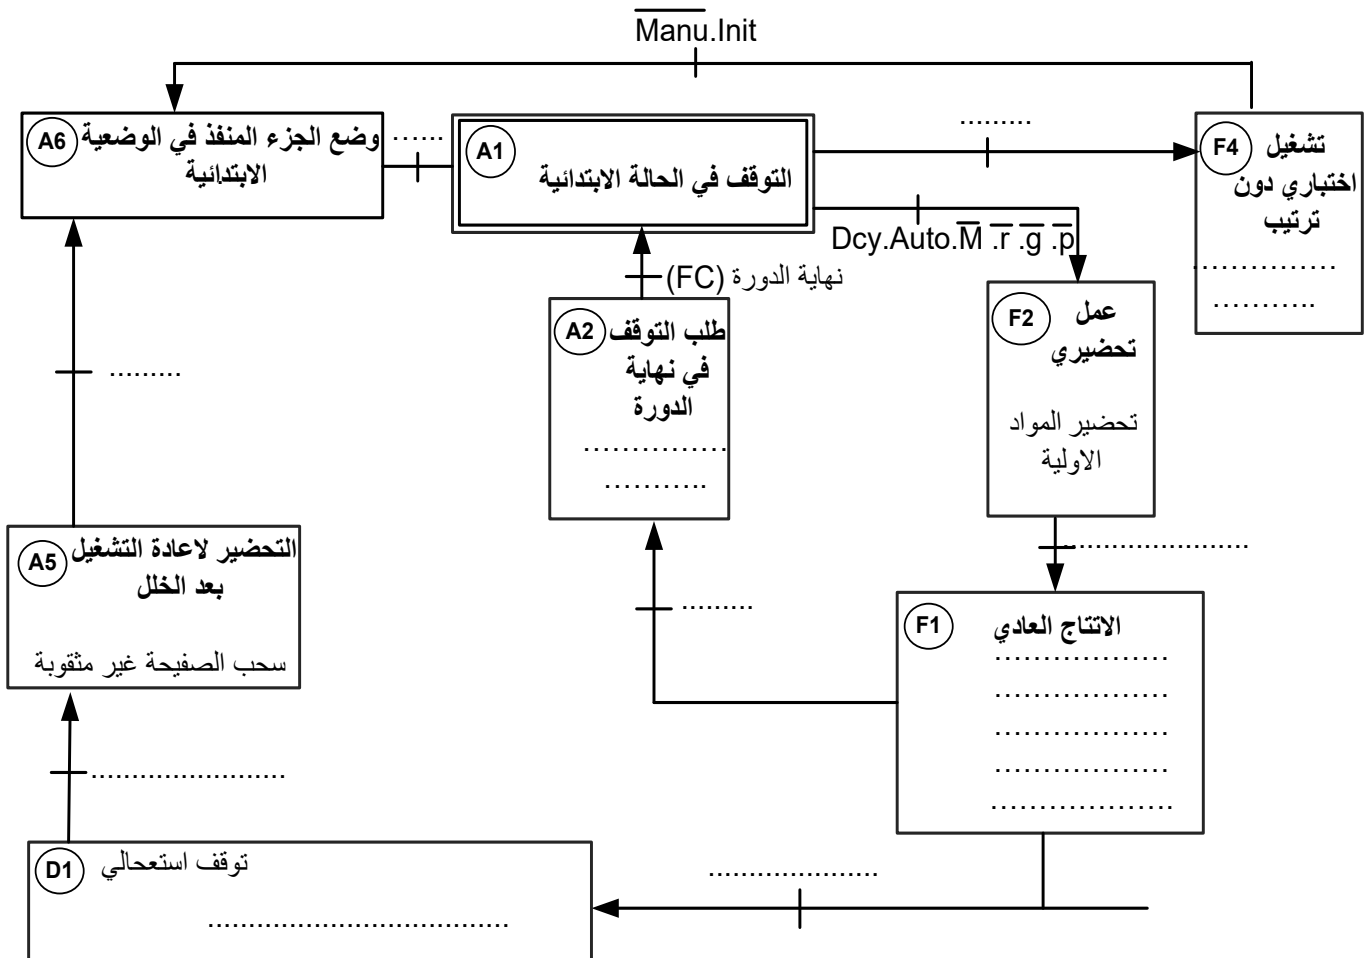 M̅a̅n̅u̅.Init
A6 وضع الجزء المنفذ في الوضعية
الابتدائية
......
A1
التوقف في الحالة الابتدائية
.........
F4 تشغيل
اختباري دون
ترتيب
...............
...........
Dcy.Auto.M̅ .r̅ .g̅ .p̅
نهاية الدورة (FC)
A2 طلب التوقف
في نهاية
الدورة
...............
...........
F2 عمل
تحضيري
تحضير المواد
الاولية
.........
.......................
A5 التحضير لاعادة التشغيل
بعد الخلل
سحب الصفيحة غير مثقوبة
.........
F1 الانتاج العادي
..................
..................
..................
..................
...................
........................
D1 توقف استعحالي
.....................
....................................